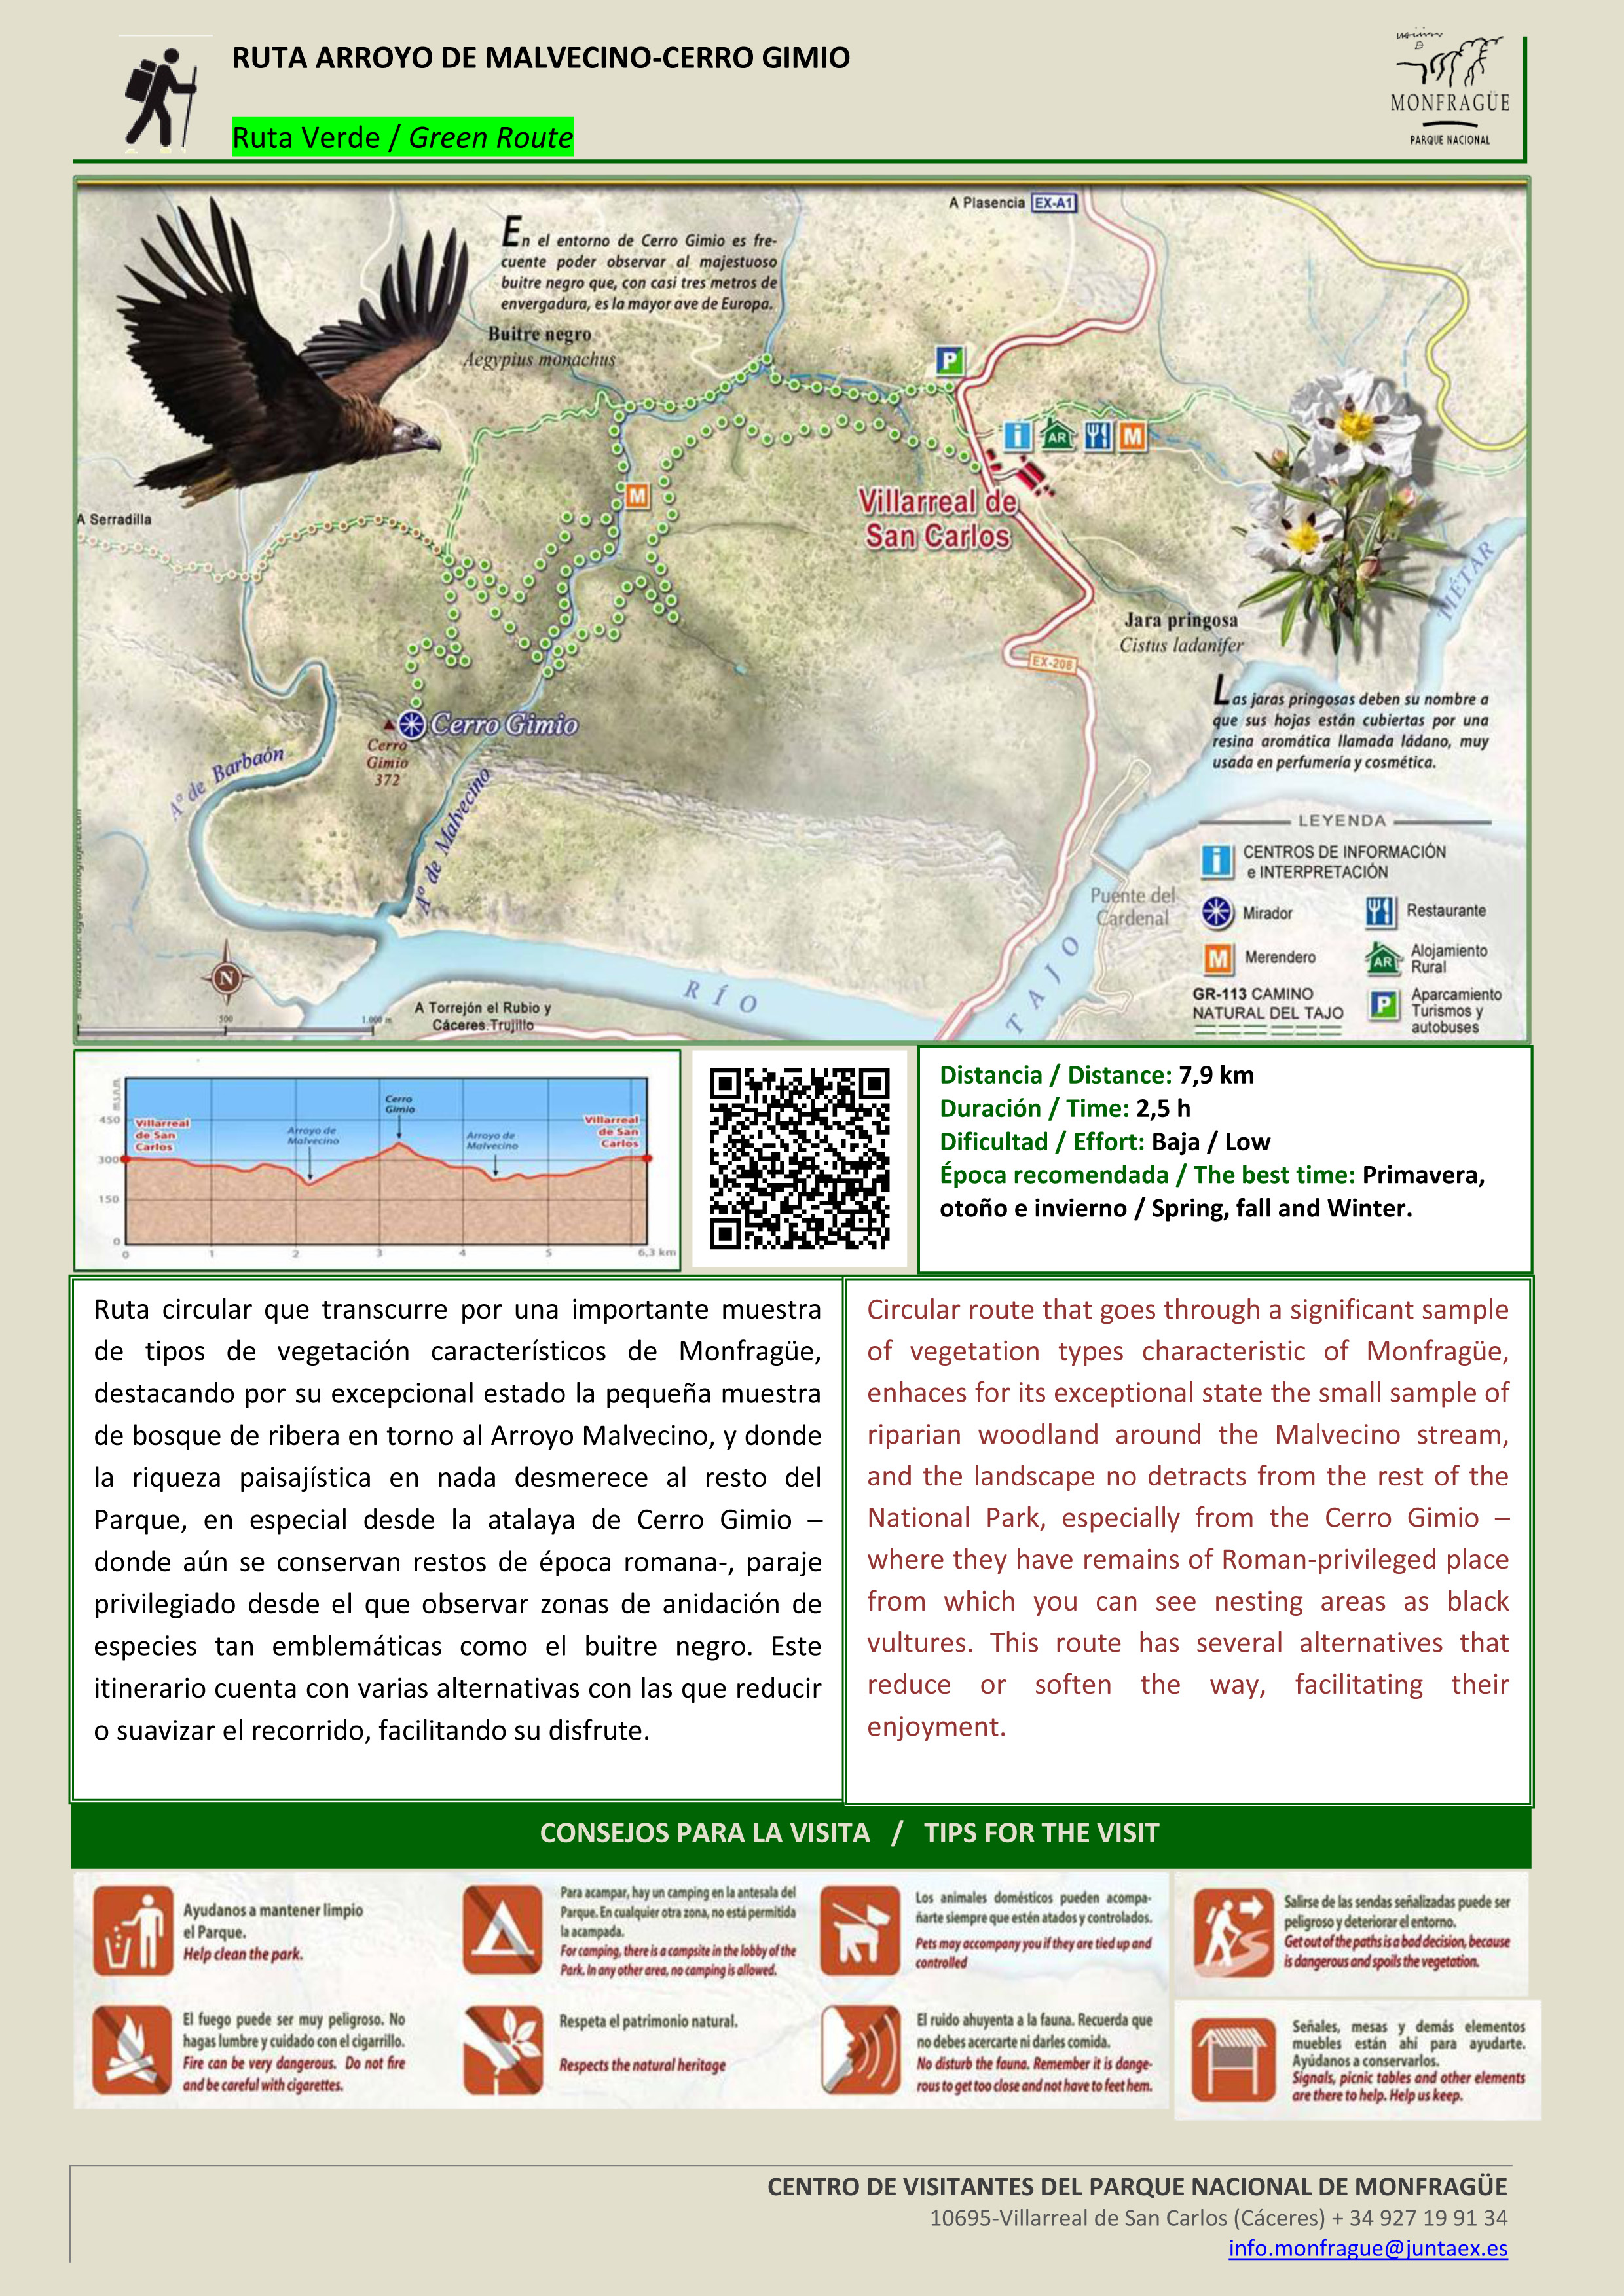 RUTA ARROYO DE MALVECINO-CERRO GIMIO
Ruta Verde / Green Route
MONFRAGÜE
PARQUE NACIONAL
A Plasencia EX-A1
En el entorno de Cerro Gimio es fre-
cuente poder observar al majestuoso
buitre negro que, con casi tres metros de
envergadura, es la mayor ave de Europa.
Buitre negro
Aegypius monachus
P
i AR M
M
Villarreal de
San Carlos
A Serradilla
Jara pringosa
Cistus ladanifer
EX-208
Las jaras pringosas deben su nombre a
que sus hojas están cubiertas por una
resina aromática llamada ládano, muy
usada en perfumería y cosmética.
Cerro Gimio
Cerro
Gimio
372
Aº de Barbaón
Aº de Malvecino
Puente del
Cardenal
RÍO
TAJO
N
0 500 1.000 m
A Torrejón el Rubio y
Cáceres.Trujillo
LEYENDA
i CENTROS DE INFORMACIÓN
e INTERPRETACIÓN
Mirador
Restaurante
M Merendero
AR Alojamiento
Rural
GR-113 CAMINO
NATURAL DEL TAJO
P Aparcamiento
Turismos y
autobuses
m.s.n.m.
450
300
150
0
Villarreal
de San
Carlos
Arroyo de
Malvecino
Cerro
Gimio
Arroyo de
Malvecino
Villarreal
de San
Carlos
0 1 2 3 4 5 6,3 km
Distancia / Distance: 7,9 km
Duración / Time: 2,5 h
Dificultad / Effort: Baja / Low
Época recomendada / The best time: Primavera,
otoño e invierno / Spring, fall and Winter.
Ruta circular que transcurre por una importante muestra
de tipos de vegetación característicos de Monfragüe,
destacando por su excepcional estado la pequeña muestra
de bosque de ribera en torno al Arroyo Malvecino, y donde
la riqueza paisajística en nada desmerece al resto del
Parque, en especial desde la atalaya de Cerro Gimio –
donde aún se conservan restos de época romana-, paraje
privilegiado desde el que observar zonas de anidación de
especies tan emblemáticas como el buitre negro. Este
itinerario cuenta con varias alternativas con las que reducir
o suavizar el recorrido, facilitando su disfrute.
Circular route that goes through a significant sample
of vegetation types characteristic of Monfragüe,
enhaces for its exceptional state the small sample of
riparian woodland around the Malvecino stream,
and the landscape no detracts from the rest of the
National Park, especially from the Cerro Gimio –
where they have remains of Roman-privileged place
from which you can see nesting areas as black
vultures. This route has several alternatives that
reduce or soften the way, facilitating their
enjoyment.
CONSEJOS PARA LA VISITA / TIPS FOR THE VISIT
Ayudanos a mantener limpio
el Parque.
Help clean the park.
Para acampar, hay un camping en la antesala del
Parque. En cualquier otra zona, no está permitida
la acampada.
For camping, there is a campsite in the lobby of the
Park. In any other area, no camping is allowed.
Los animales domésticos pueden acompa-
ñarte siempre que estén atados y controlados.
Pets may accompany you if they are tied up and
controlled
Salirse de las sendas señalizadas puede ser
peligroso y deteriorar el entorno.
Get out of the paths is a bad decision, because
is dangerous and spoils the vegetation.
El fuego puede ser muy peligroso. No
hagas lumbre y cuidado con el cigarrillo.
Fire can be very dangerous. Do not fire
and be careful with cigarettes.
Respeta el patrimonio natural.
Respects the natural heritage
El ruido ahuyenta a la fauna. Recuerda que
no debes acercarte ni darles comida.
No disturb the fauna. Remember it is dange-
rous to get too close and not have to feet hem.
Señales, mesas y demás elementos
muebles están ahí para ayudarte.
Ayúdanos a conservarlos.
Signals, picnic tables and other elements
are there to help. Help us keep.
CENTRO DE VISITANTES DEL PARQUE NACIONAL DE MONFRAGÜE
10695-Villarreal de San Carlos (Cáceres) + 34 927 19 91 34
info.monfrague@juntaex.es